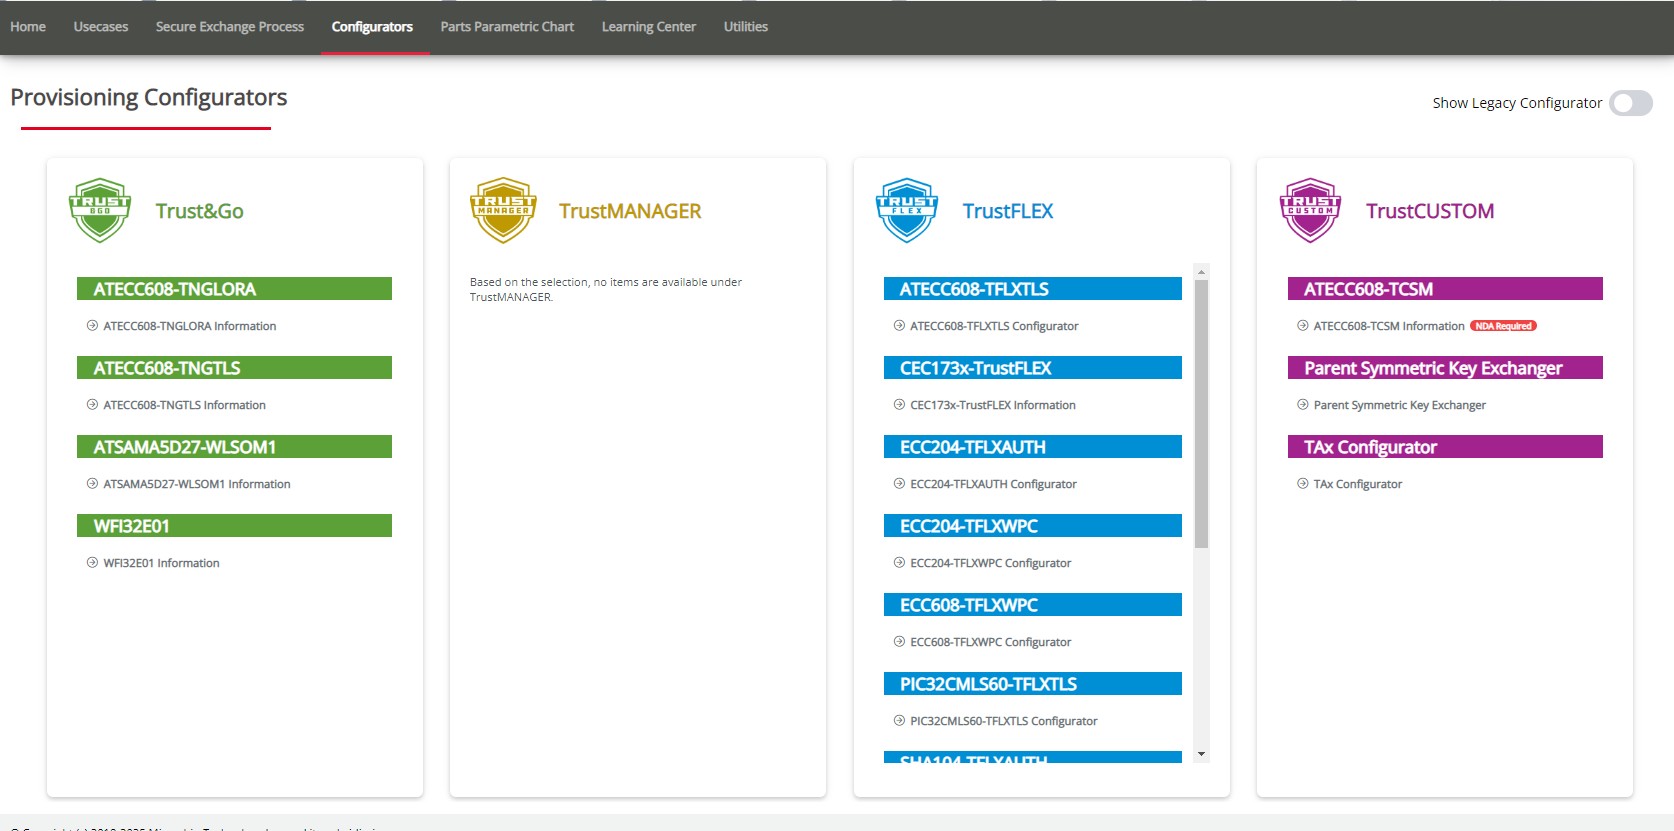 Home Usecases Secure Exchange Process Configurators Parts Parametric Chart Learning Center Utilities
Provisioning Configurators
Show Legacy Configurator
TRUST
&GO
Trust&Go
ATECC608-TNGLORA
ATECC608-TNGLORA Information
ATECC608-TNGTLS
ATECC608-TNGTLS Information
ATSAMA5D27-WLSOM1
ATSAMA5D27-WLSOM1 Information
WFI32E01
WFI32E01 Information
TRUST
MANAGER
TrustMANAGER
Based on the selection, no items are available under
TrustMANAGER.
TRUST
FLEX
TrustFLEX
ATECC608-TFLXTLS
ATECC608-TFLXTLS Configurator
CEC173x-TrustFLEX
CEC173x-TrustFLEX Information
ECC204-TFLXAUTH
ECC204-TFLXAUTH Configurator
ECC204-TFLXWPC
ECC204-TFLXWPC Configurator
ECC608-TFLXWPC
ECC608-TFLXWPC Configurator
PIC32CMLS60-TFLXTLS
PIC32CMLS60-TFLXTLS Configurator
SHA104-TFLXAUTH
TRUST
CUSTOM
TrustCUSTOM
ATECC608-TCSM
ATECC608-TCSM Information NDA Required
Parent Symmetric Key Exchanger
Parent Symmetric Key Exchanger
TAx Configurator
TAx Configurator